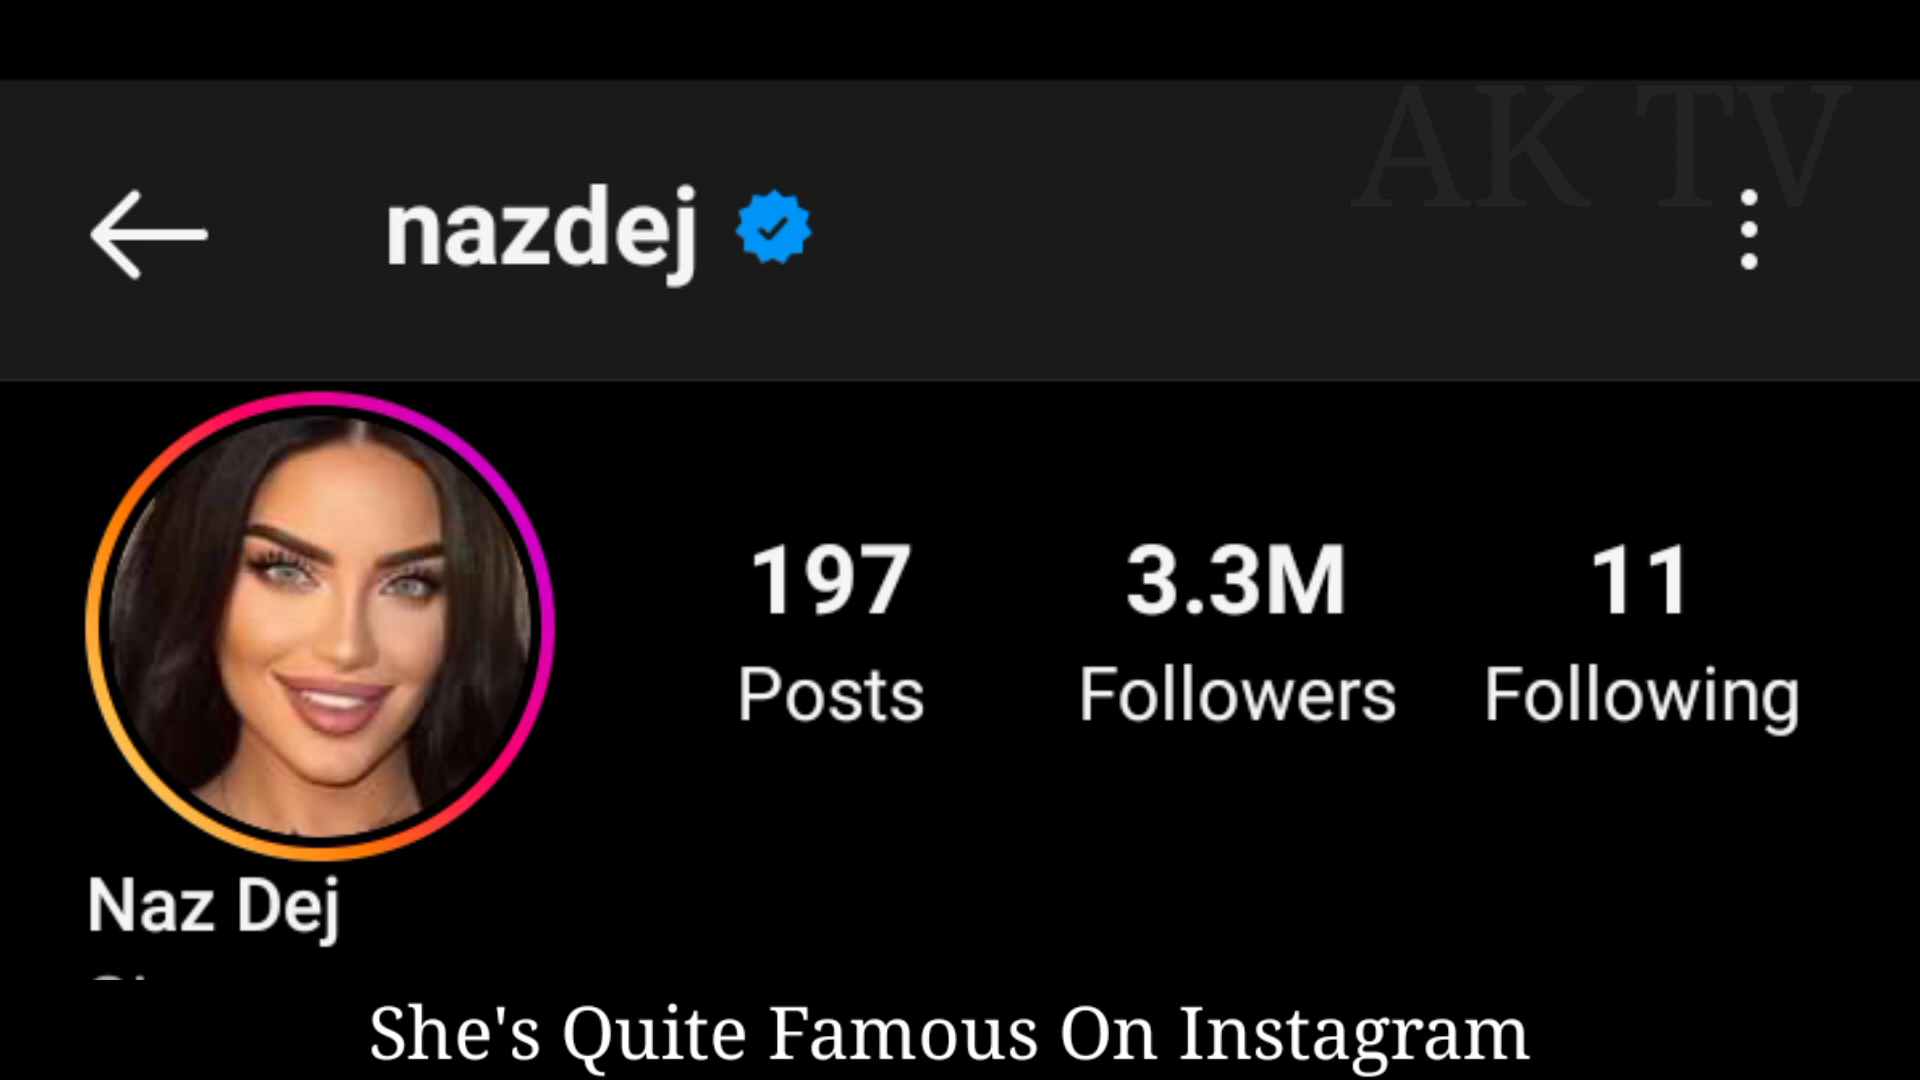 AK TV
nazdej
197 3.3M 11
Posts Followers Following
Naz Dej
She's Quite Famous On Instagram